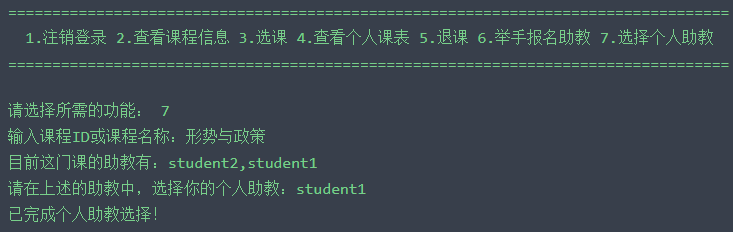 ================================================================================
1.注销登录 2.查看课程信息 3.选课 4.查看个人课表 5.退课 6.举手报名助教 7.选择个人助教
================================================================================
请选择所需的功能： 7
输入课程ID或课程名称：形势与政策
目前这门课的助教有：student2,student1
请在上述的助教中，选择你的个人助教：student1
已完成个人助教选择！